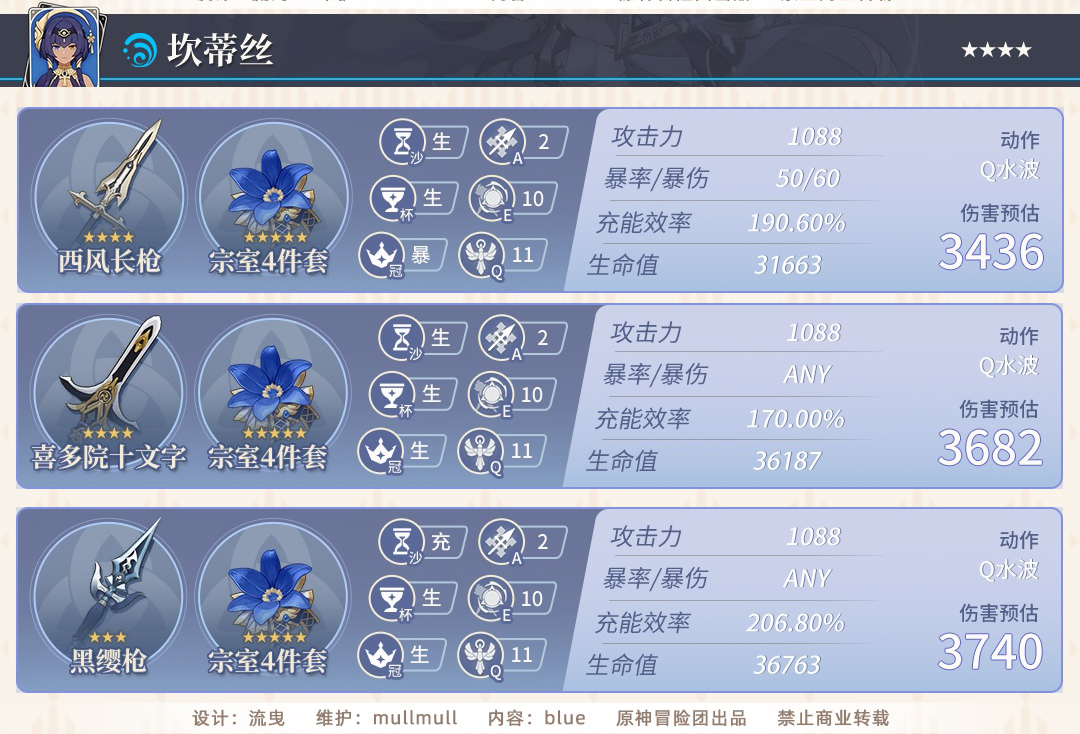 坎蒂丝 ★★★★
沙 生 A 2
杯 生 E 10
冠 暴 Q 11
★★★★
西风长枪
★★★★★
宗室4件套
攻击力 1088
暴率/暴伤 50/60
充能效率 190.60%
生命值 31663
动作
Q水波
伤害预估
3436
沙 生 A 2
杯 生 E 10
冠 生 Q 11
★★★★
喜多院十文字
★★★★★
宗室4件套
攻击力 1088
暴率/暴伤 ANY
充能效率 170.00%
生命值 36187
动作
Q水波
伤害预估
3682
沙 充 A 2
杯 生 E 10
冠 生 Q 11
★★★
黑缨枪
★★★★★
宗室4件套
攻击力 1088
暴率/暴伤 ANY
充能效率 206.80%
生命值 36763
动作
Q水波
伤害预估
3740
设计：流曳 维护：mullmull 内容：blue 原神冒险团出品 禁止商业转载